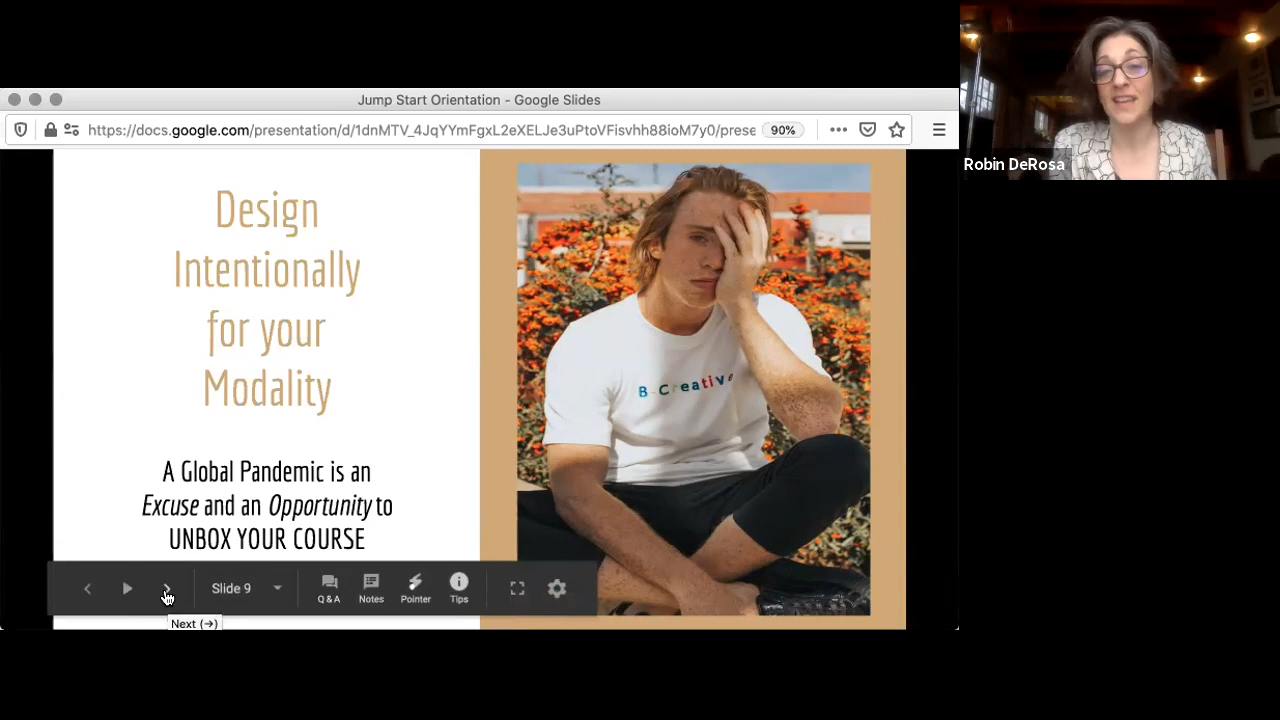 Jump Start Orientation - Google Slides
https://docs.google.com/presentation/d/1dnMTV_4JqYYmFgxL2eXELJe3uPtoVFisvhh88ioM7y0/prese
90%
Robin DeRosa
Design
Intentionally
for your
Modality
B-Creative
A Global Pandemic is an
Excuse and an Opportunity to
UNBOX YOUR COURSE
Slide 9
Q & A
Notes
Pointer
Tips
Next (→)